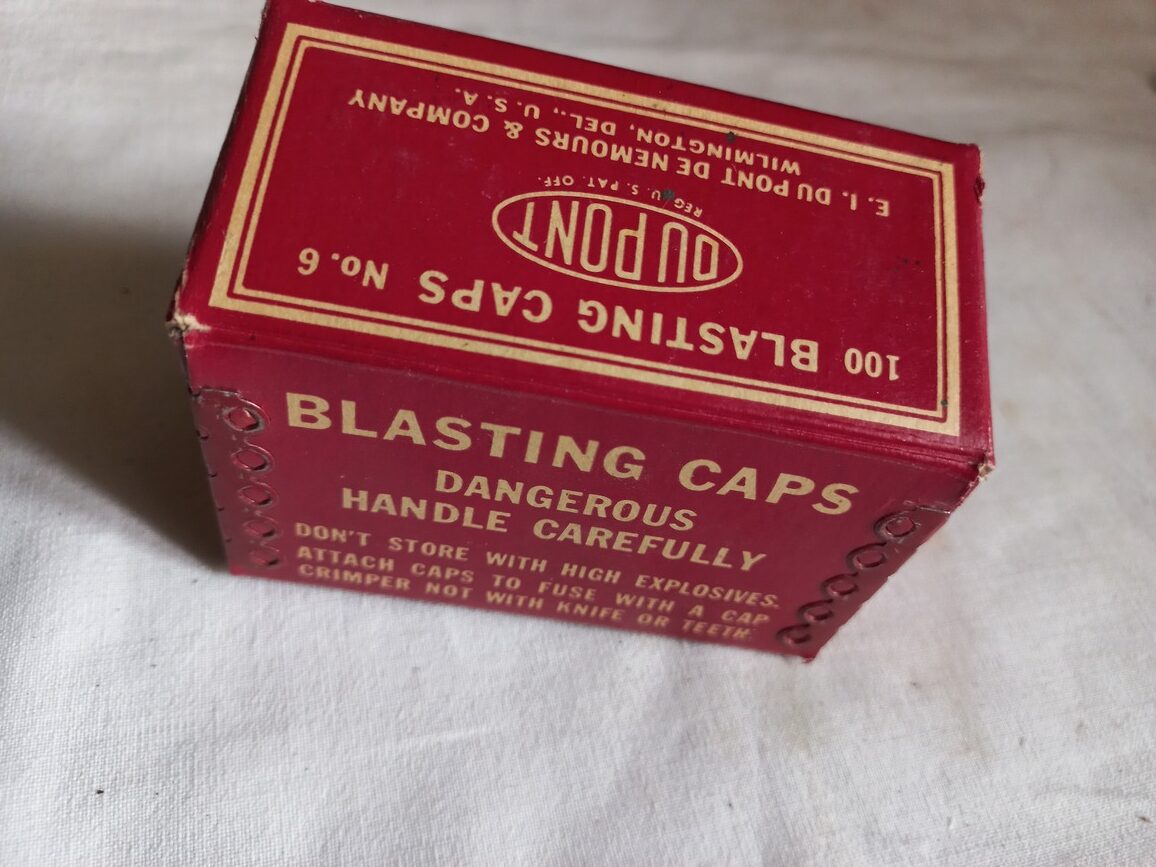 100 BLASTING CAPS No. 6
DU PONT
REG. U. S. PAT. OFF.
E. I. DU PONT DE NEMOURS & COMPANY
WILMINGTON, DEL., U. S. A.
BLASTING CAPS
DANGEROUS
HANDLE CAREFULLY
DON'T STORE WITH HIGH EXPLOSIVES.
ATTACH CAPS TO FUSE WITH A CAP
CRIMPER NOT WITH KNIFE OR TEETH.